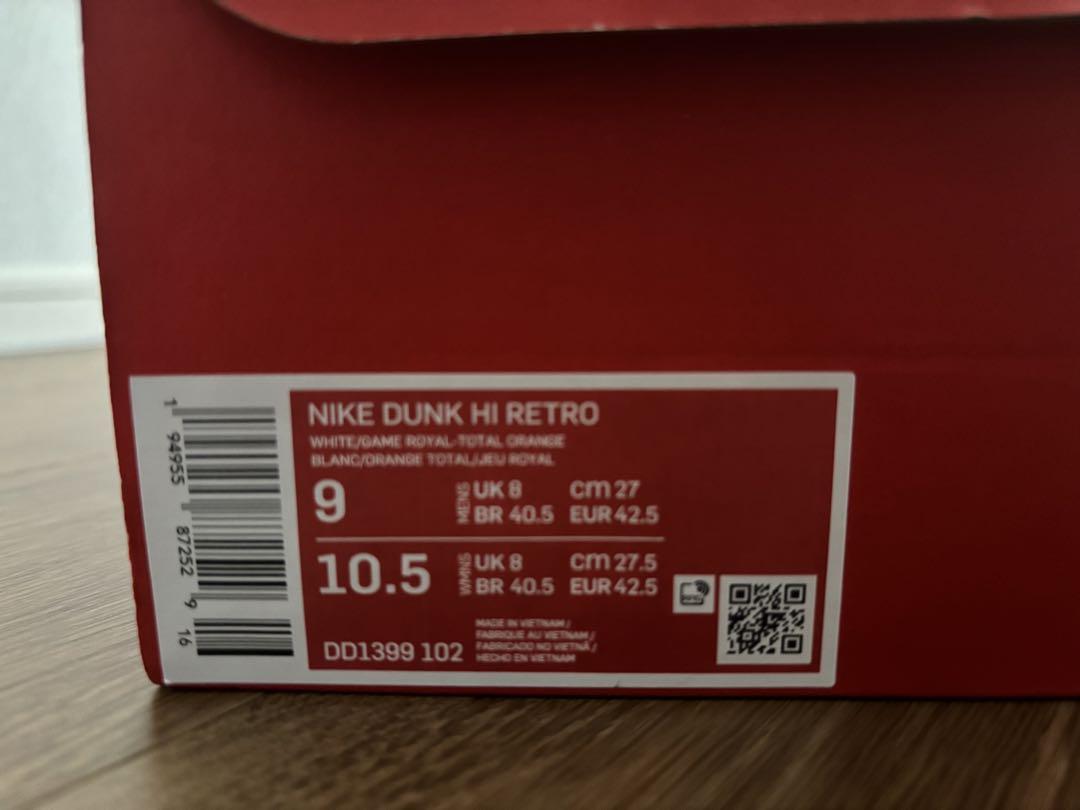 NIKE DUNK HI RETRO
WHITE/GAME ROYAL-TOTAL ORANGE
BLANC/ORANGE TOTAL/JEU ROYAL
9 MENS UK 8 cm 27
BR 40.5 EUR 42.5
10.5 WMNS UK 8 cm 27.5
BR 40.5 EUR 42.5
DD1399 102
MADE IN VIETNAM /
FABRIQUE AU VIETNAM /
FABRICADO NO VIETNÃ /
HECHO EN VIETNAM
1 94955 87252 9 16